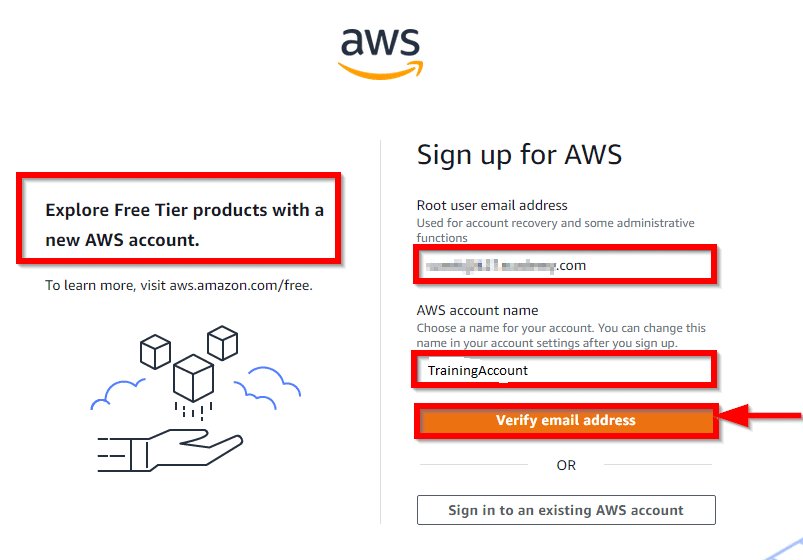 aws
Explore Free Tier products with a
new AWS account.
To learn more, visit aws.amazon.com/free.
Sign up for AWS
Root user email address
Used for account recovery and some administrative
functions
.com
AWS account name
Choose a name for your account. You can change this
name in your account settings after you sign up.
TrainingAccount
Verify email address
OR
Sign in to an existing AWS account